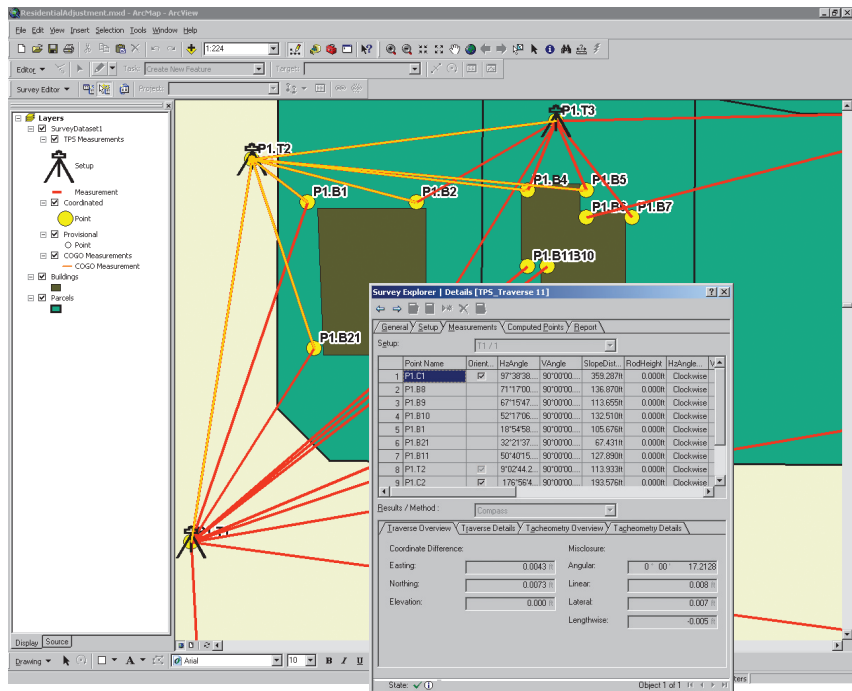 ResidentialAdjustment.mxd - ArcMap - ArcView
File Edit View Insert Selection Tools Window Help
1:224
Editor Task: Create New Feature Target:
Survey Editor Project:
Layers
SurveyDataset1
TPS Measurements
Setup
Measurement
Coordinated
Point
Provisional
Point
COGO Measurements
COGO Measurement
Buildings
Parcels
P1.T3
P1.T2
P1.B1
P1.B2
P1.B4
P1.B5
P1.B6
P1.B7
P1.B11
B10
P1.B21
Survey Explorer | Details [TPS_Traverse 11]
General Setup Measurements Computed Points Report
Setup: T1 / 1
Point Name Orient... HzAngle VAngle SlopeDist... RodHeight HzAngle... V
1 P1.C1 97°38'38... 90°00'00... 359.287ft 0.000ft Clockwise
2 P1.B8 71°17'00... 90°00'00... 136.870ft 0.000ft Clockwise
3 P1.B9 67°15'47... 90°00'00... 113.655ft 0.000ft Clockwise
4 P1.B10 52°17'06... 90°00'00... 132.510ft 0.000ft Clockwise
5 P1.B1 18°54'58... 90°00'00... 105.676ft 0.000ft Clockwise
6 P1.B21 32°21'37... 90°00'00... 67.431ft 0.000ft Clockwise
7 P1.B11 50°40'15... 90°00'00... 127.890ft 0.000ft Clockwise
8 P1.T2 9°02'44.2... 90°00'00... 113.933ft 0.000ft Clockwise
9 P1.C2 176°56'4... 90°00'00... 193.576ft 0.000ft Clockwise
Results / Method : Compass
Traverse Overview Traverse Details Tacheometry Overview Tacheometry Details
Coordinate Difference: Misclosure:
Easting: 0.0043 ft Angular: 0 ° 00 17.2128
Northing: 0.0073 ft Linear: 0.008 ft
Elevation: 0.000 ft Lateral: 0.007 ft
Lengthwise: -0.005 ft
State: Object 1 of 1
Display Source
Drawing A Arial 10 B I U